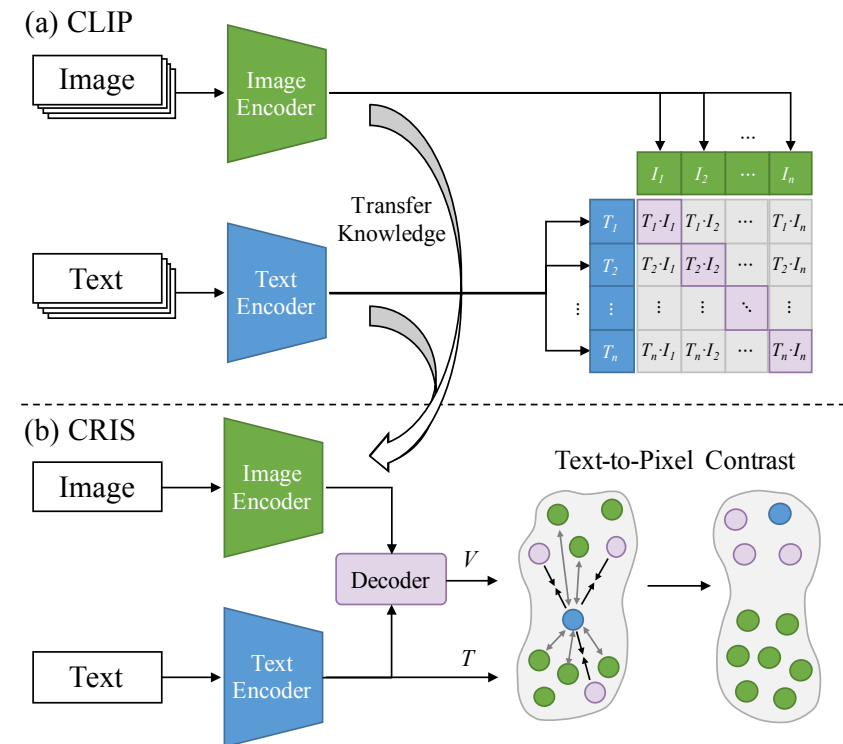 (a) CLIP
Image
Image
Encoder
...
I1 I2 ... In
Transfer
Knowledge
Text
Text
Encoder
T1 T1·I1 T1·I2 ... T1·In
T2 T2·I1 T2·I2 ... T2·In
⋮ ⋮ ⋮ ⋮ ⋱ ⋮
Tn Tn·I1 Tn·I2 ... Tn·In
(b) CRIS
Image
Image
Encoder
Text-to-Pixel Contrast
Decoder
V
Text
Text
Encoder
T